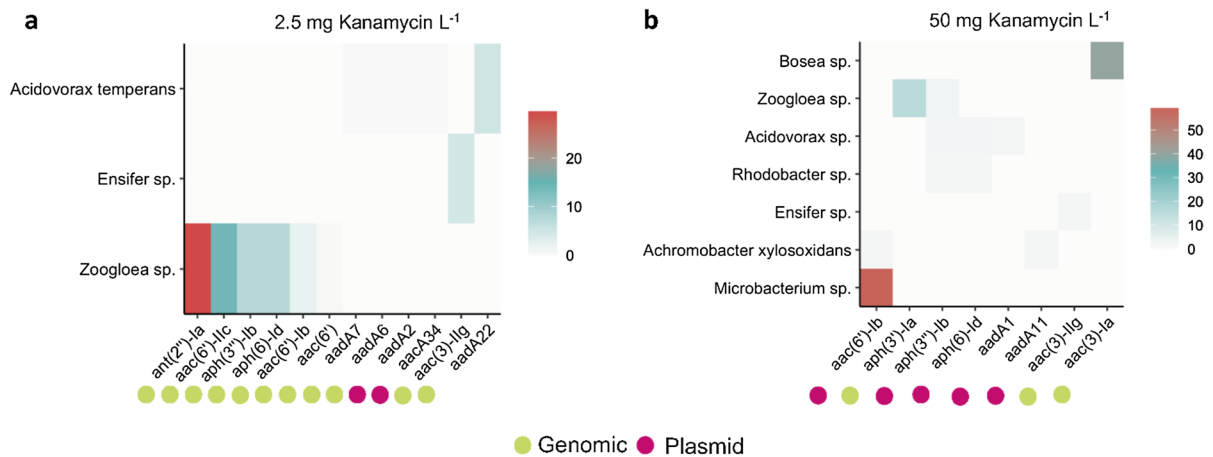 a
2.5 mg Kanamycin L-1
Acidovorax temperans
Ensifer sp.
Zoogloea sp.
20
10
0
ant(2'')-Ia
aac(6')-IIc
aph(3'')-Ib
aph(6)-Id
aac(6')-Ib
aac(6')
aadA7
aadA6
aadA2
aacA34
aac(3)-IIg
aadA22
b
50 mg Kanamycin L-1
Bosea sp.
Zoogloea sp.
Acidovorax sp.
Rhodobacter sp.
Ensifer sp.
Achromobacter xylosoxidans
Microbacterium sp.
50
40
30
20
10
0
aac(6')-Ib
aph(3')-Ia
aph(3'')-Ib
aph(6)-Id
aadA1
aadA11
aac(3)-IIg
aac(3)-Ia
Genomic
Plasmid